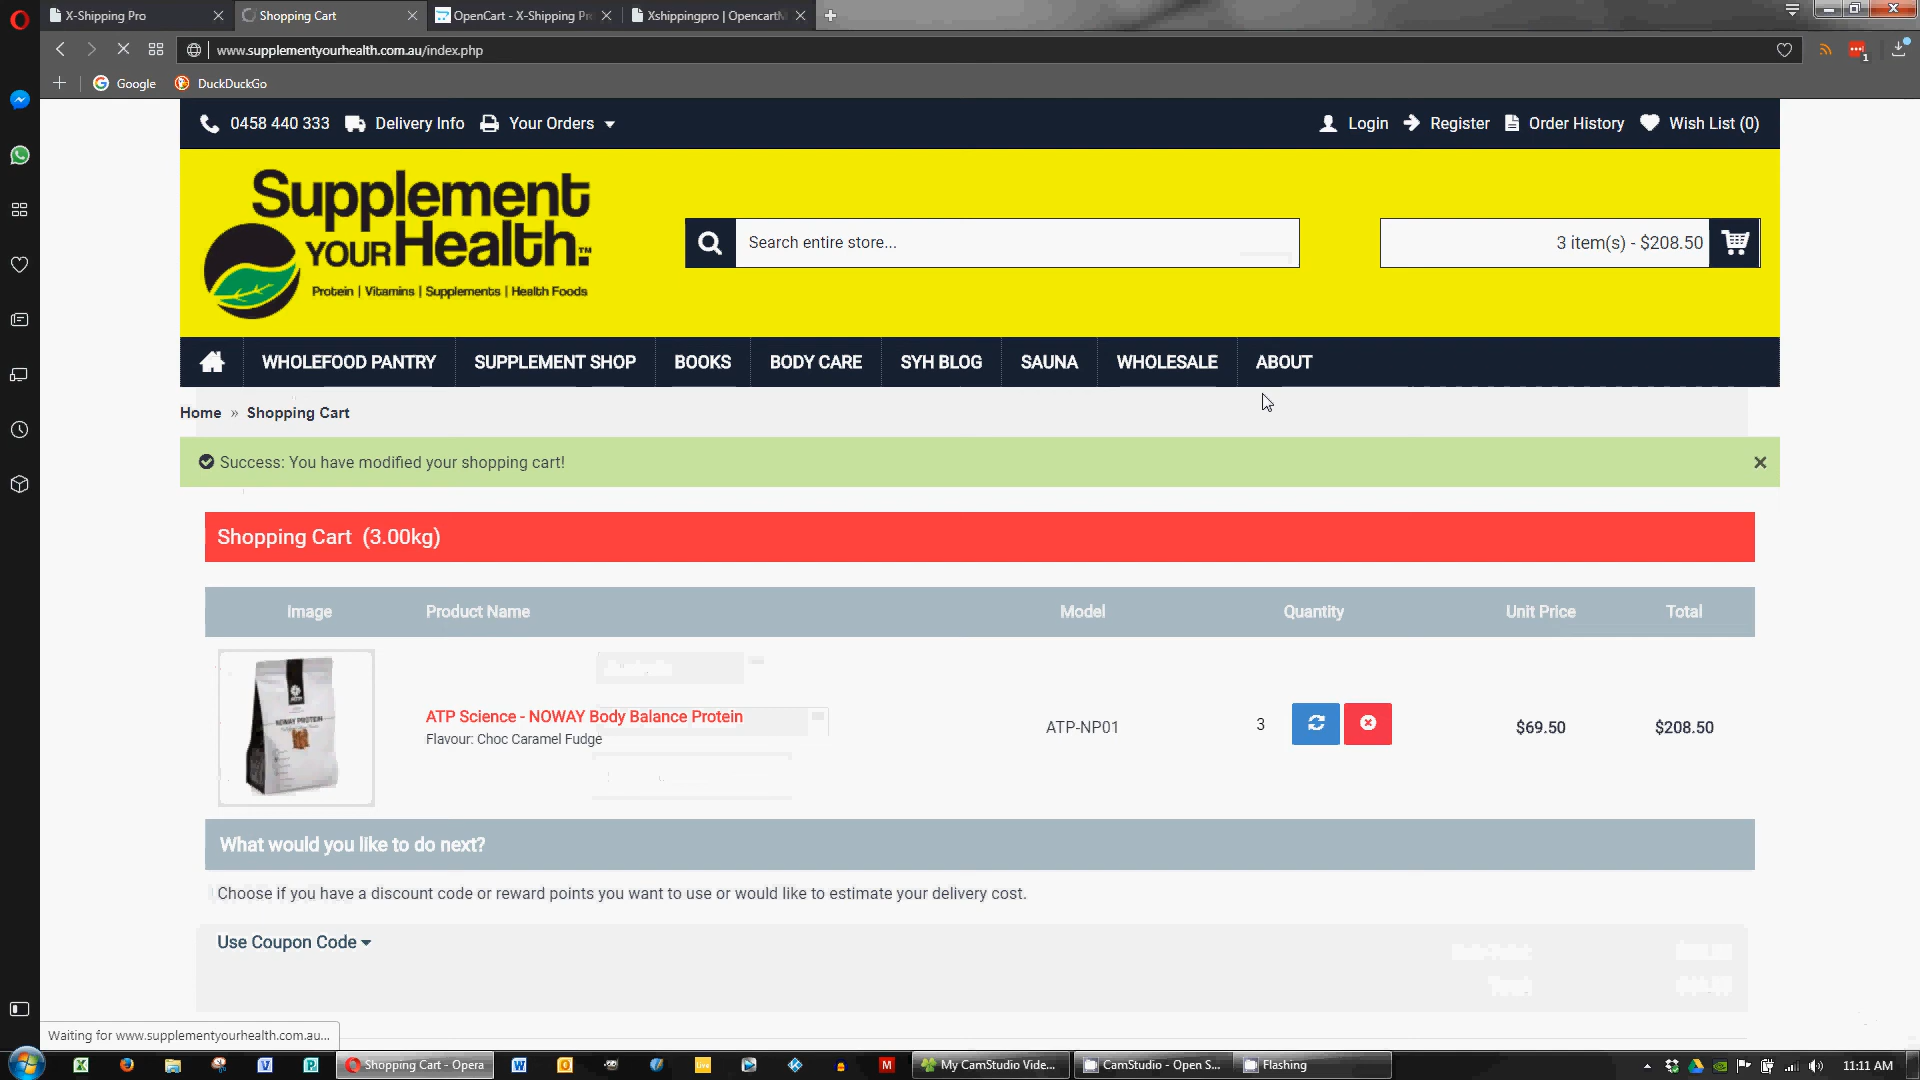 X-Shipping Pro
Shopping Cart
OpenCart - X-Shipping Pr
Xshippingpro | Opencart
www.supplementyourhealth.com.au/index.php
Google
DuckDuckGo
0458 440 333
Delivery Info
Your Orders
Login
Register
Order History
Wish List (0)
Supplement
YOUR Health™
Protein | Vitamins | Supplements | Health Foods
Search entire store...
3 item(s) - $208.50
WHOLEFOOD PANTRY
SUPPLEMENT SHOP
BOOKS
BODY CARE
SYH BLOG
SAUNA
WHOLESALE
ABOUT
Home » Shopping Cart
Success: You have modified your shopping cart!
Shopping Cart (3.00kg)
Image
Product Name
Model
Quantity
Unit Price
Total
NOWAY PROTEIN
ATP Science - NOWAY Body Balance Protein
Flavour: Choc Caramel Fudge
ATP-NP01
3
$69.50
$208.50
What would you like to do next?
Choose if you have a discount code or reward points you want to use or would like to estimate your delivery cost.
Use Coupon Code
Waiting for www.supplementyourhealth.com.au...
Shopping Cart - Opera
My CamStudio Vide...
CamStudio - Open S...
Flashing
11:11 AM